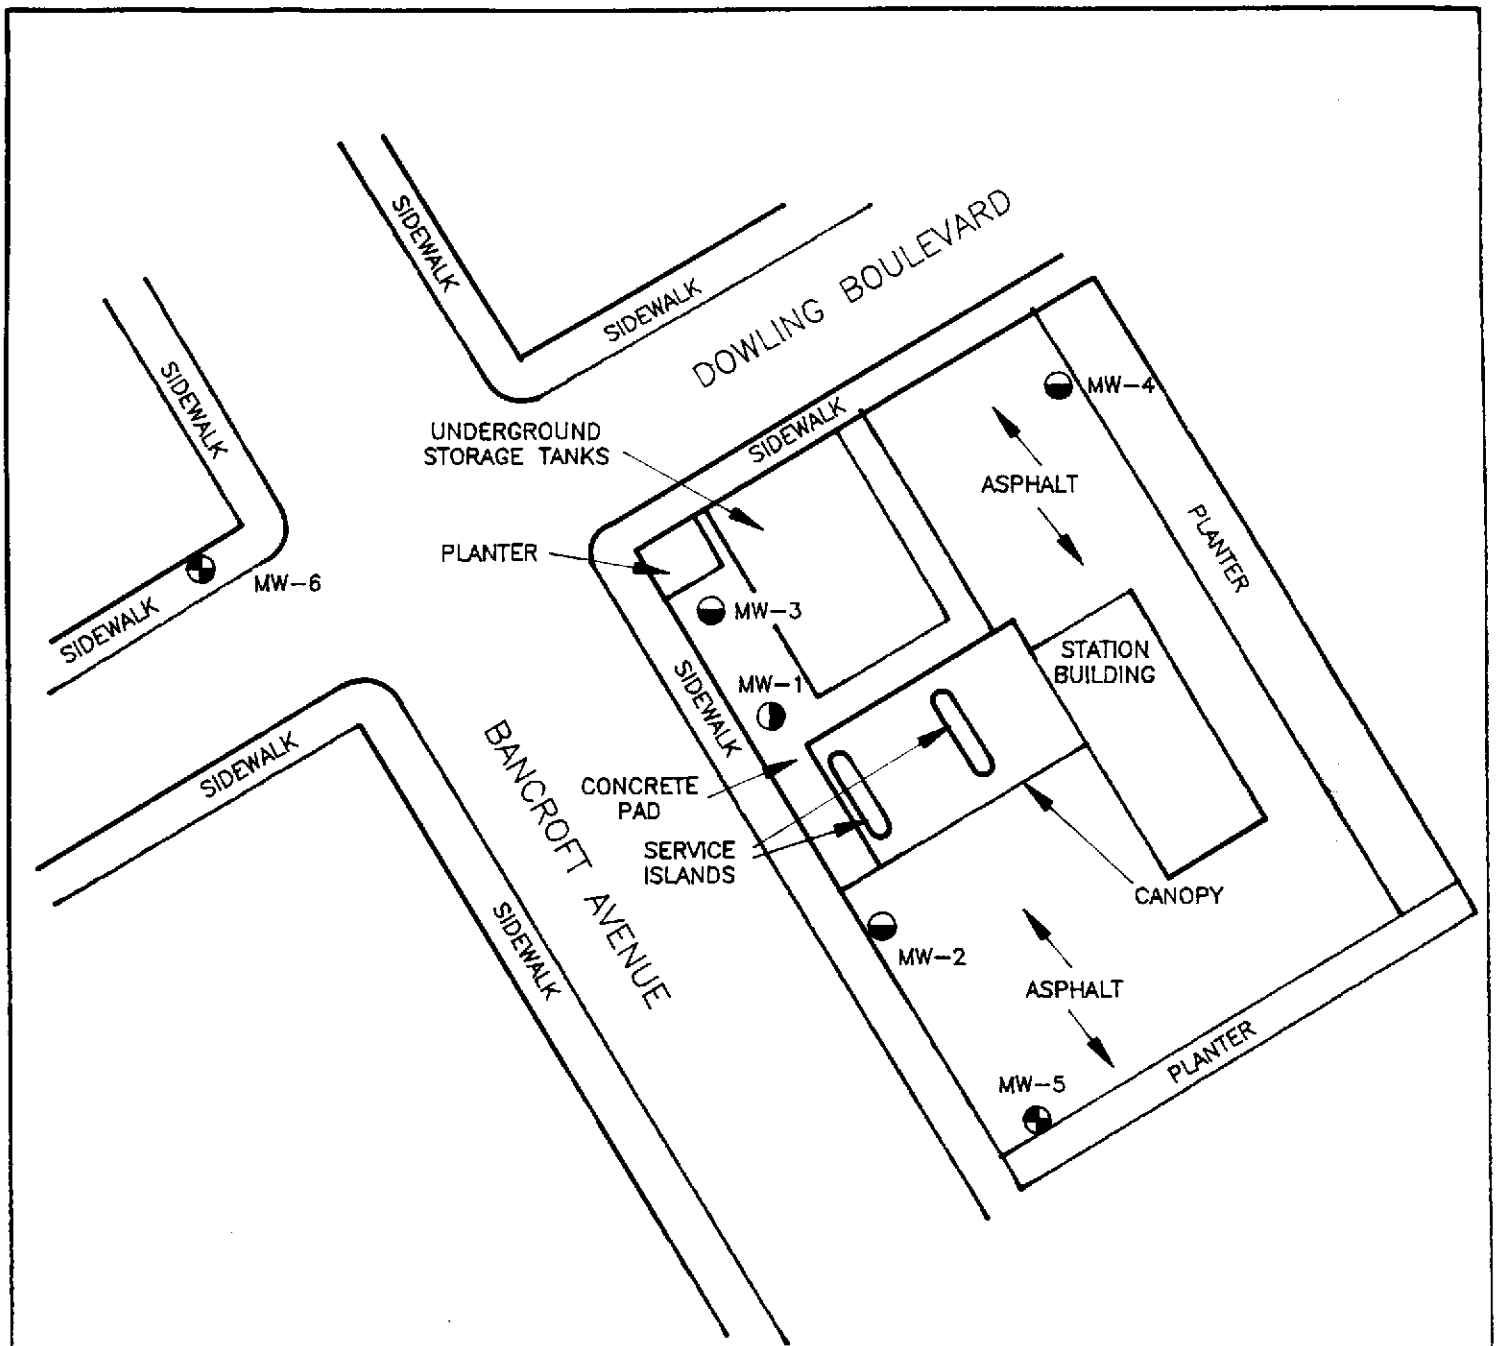 SIDEWALK
SIDEWALK
DOWLING BOULEVARD
SIDEWALK
MW-4
UNDERGROUND
STORAGE TANKS
SIDEWALK
ASPHALT
PLANTER
PLANTER
MW-6
MW-3
SIDEWALK
STATION
BUILDING
SIDEWALK
MW-1
SIDEWALK
BANCROFT AVENUE
CONCRETE
PAD
SERVICE
ISLANDS
CANOPY
SIDEWALK
MW-2
ASPHALT
PLANTER
MW-5